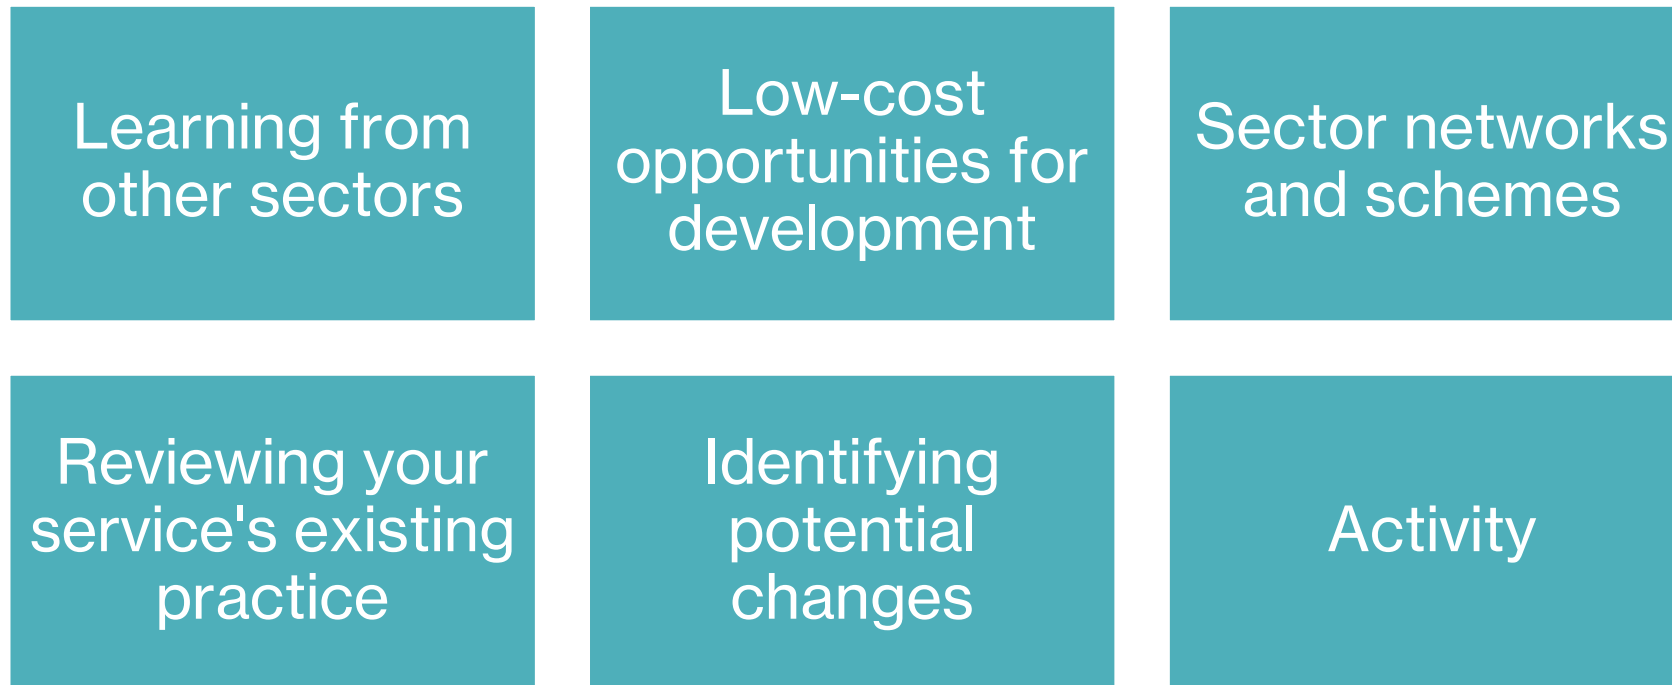 Learning from
other sectors
Low-cost
opportunities for
development
Sector networks
and schemes
Reviewing your
service's existing
practice
Identifying
potential
changes
Activity